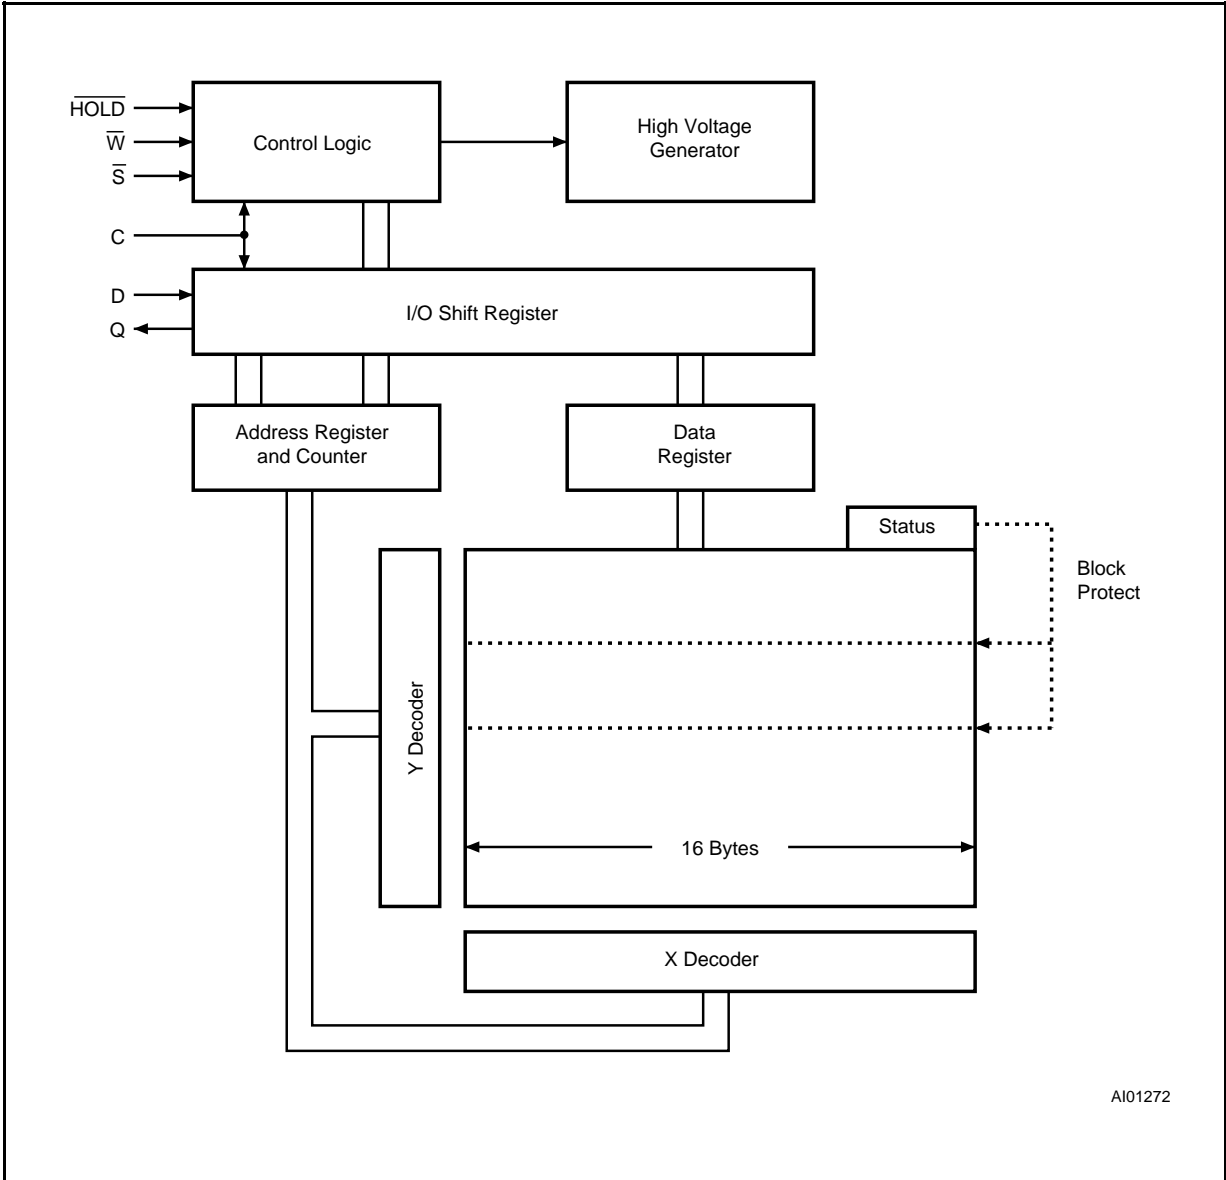 HOLD
W
S
C
D
Q
Control Logic
High Voltage
Generator
I/O Shift Register
Address Register
and Counter
Data
Register
Status
Block
Protect
Y Decoder
16 Bytes
X Decoder
AI01272